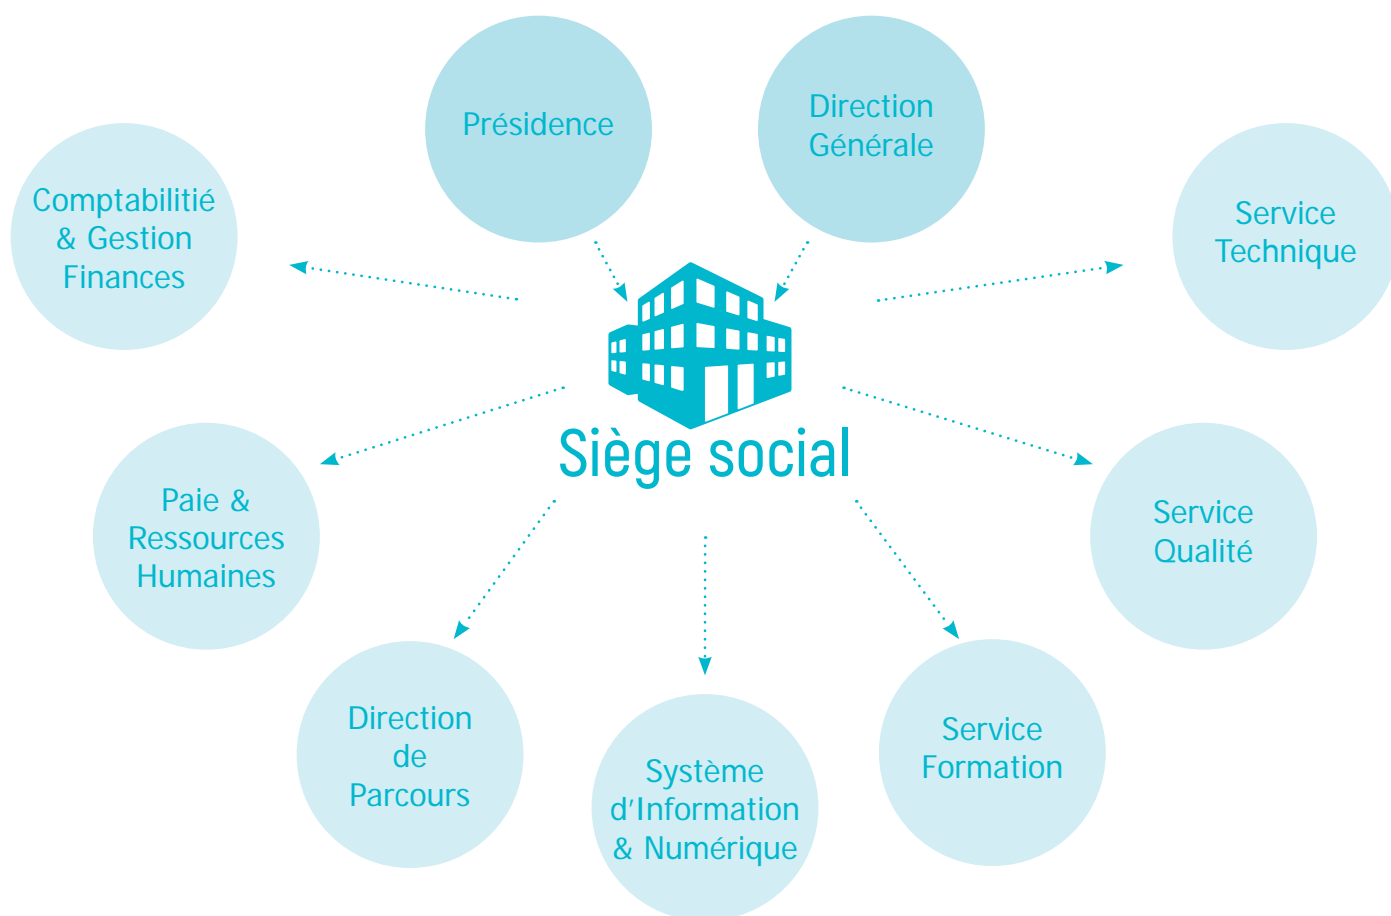 Présidence
Direction
Générale
Comptabilitié
& Gestion
Finances
Service
Technique
Siège social
Paie &
Ressources
Humaines
Service
Qualité
Direction
de
Parcours
Système
d'Information
& Numérique
Service
Formation